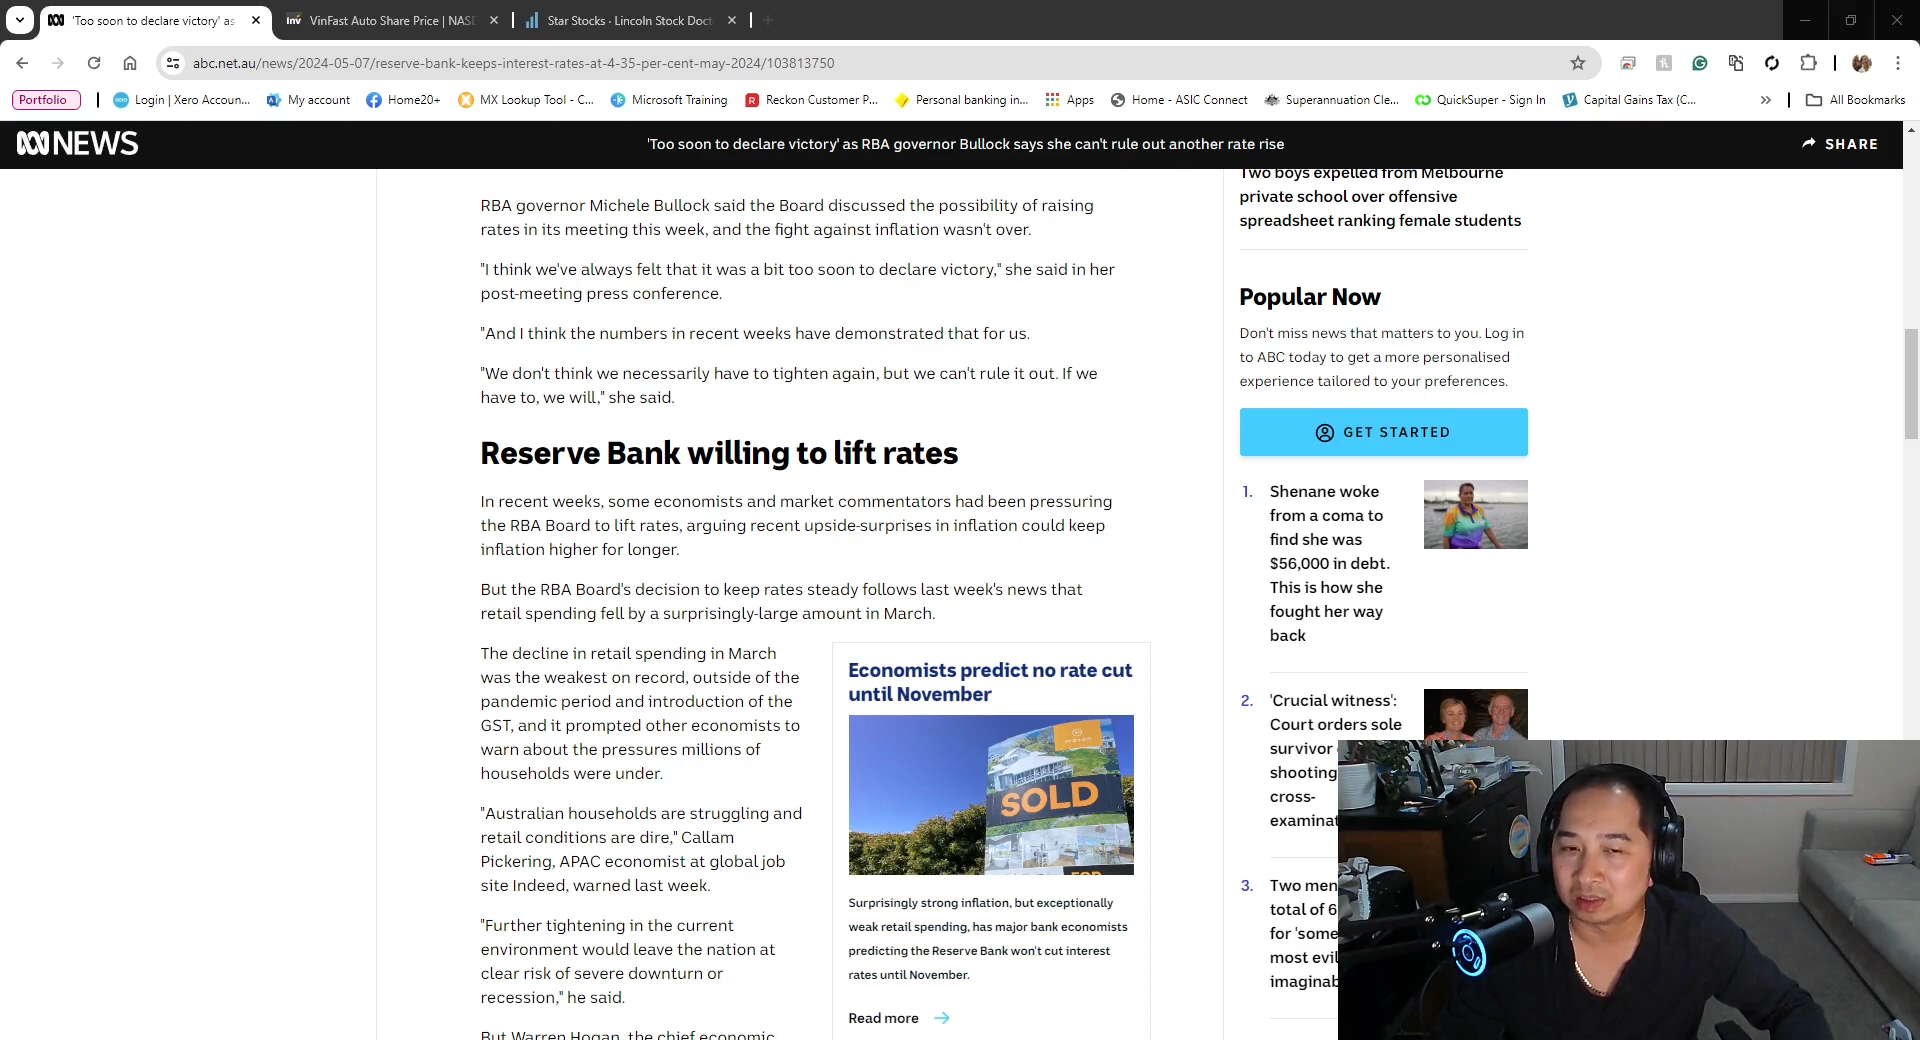 'Too soon to declare victory' as
Inv VinFast Auto Share Price | NAS
Star Stocks · Lincoln Stock Doct
abc.net.au/news/2024-05-07/reserve-bank-keeps-interest-rates-at-4-35-per-cent-may-2024/103813750
Portfolio
Login | Xero Accoun...
My account
Home20+
MX Lookup Tool - C...
Microsoft Training
Reckon Customer P...
Personal banking in...
Apps
Home - ASIC Connect
Superannuation Cle...
QuickSuper - Sign In
Capital Gains Tax (C...
All Bookmarks
NEWS
'Too soon to declare victory' as RBA governor Bullock says she can't rule out another rate rise
SHARE
RBA governor Michele Bullock said the Board discussed the possibility of raising
rates in its meeting this week, and the fight against inflation wasn't over.
"I think we've always felt that it was a bit too soon to declare victory," she said in her
post-meeting press conference.
"And I think the numbers in recent weeks have demonstrated that for us.
"We don't think we necessarily have to tighten again, but we can't rule it out. If we
have to, we will," she said.
Reserve Bank willing to lift rates
In recent weeks, some economists and market commentators had been pressuring
the RBA Board to lift rates, arguing recent upside-surprises in inflation could keep
inflation higher for longer.
But the RBA Board's decision to keep rates steady follows last week's news that
retail spending fell by a surprisingly-large amount in March.
The decline in retail spending in March
was the weakest on record, outside of the
pandemic period and introduction of the
GST, and it prompted other economists to
warn about the pressures millions of
households were under.
"Australian households are struggling and
retail conditions are dire," Callam
Pickering, APAC economist at global job
site Indeed, warned last week.
"Further tightening in the current
environment would leave the nation at
clear risk of severe downturn or
recession," he said.
But Warren Hogan, the chief economic
Economists predict no rate cut
until November
SOLD
FOR
Surprisingly strong inflation, but exceptionally
weak retail spending, has major bank economists
predicting the Reserve Bank won't cut interest
rates until November.
Read more
Two boys expelled from Melbourne
private school over offensive
spreadsheet ranking female students
Popular Now
Don't miss news that matters to you. Log in
to ABC today to get a more personalised
experience tailored to your preferences.
GET STARTED
1. Shenane woke
from a coma to
find she was
$56,000 in debt.
This is how she
fought her way
back
2. 'Crucial witness':
Court orders sole
survivor
shooting
cross-
examinat
3. Two men
total of 6
for 'some
most evil
imaginab